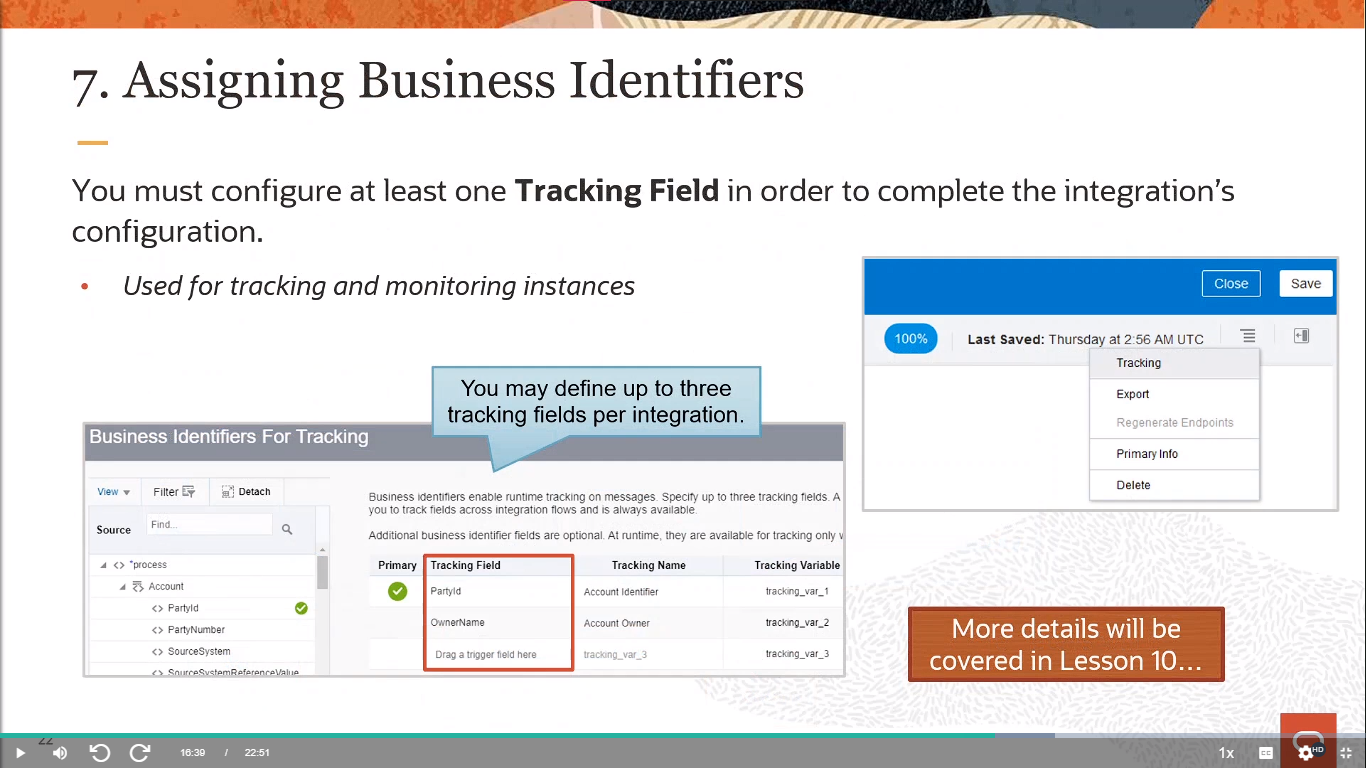 7. Assigning Business Identifiers
You must configure at least one Tracking Field in order to complete the integration's
configuration.
• Used for tracking and monitoring instances
Close Save
100% Last Saved: Thursday at 2:56 AM UTC
Tracking
Export
Regenerate Endpoints
Primary Info
Delete
You may define up to three
tracking fields per integration.
Business Identifiers For Tracking
View Filter Detach
Source Find...
*process
Account
PartyId
PartyNumber
SourceSystem
SourceSystemReferenceValue
Business identifiers enable runtime tracking on messages. Specify up to three tracking fields. A
you to track fields across integration flows and is always available.
Additional business identifier fields are optional. At runtime, they are available for tracking only
Primary Tracking Field Tracking Name Tracking Variable
PartyId Account Identifier tracking_var_1
OwnerName Account Owner tracking_var_2
Drag a trigger field here tracking_var_3 tracking_var_3
More details will be
covered in Lesson 10...
22
16:39 / 22:51 1x CC HD